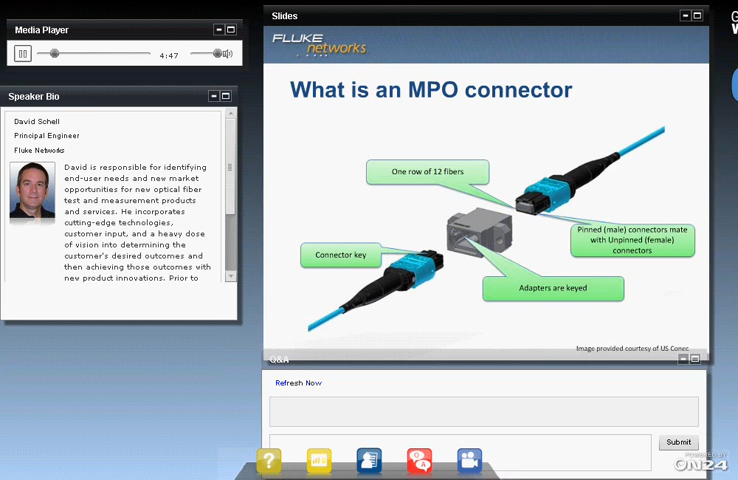 Media Player
4:47
Speaker Bio
David Schell
Principal Engineer
Fluke Networks
David is responsible for identifying
end-user needs and new market
opportunities for new optical fiber
test and measurement products
and services. He incorporates
cutting-edge technologies,
customer input, and a heavy dose
of vision into determining the
customer's desired outcomes and
then achieving those outcomes with
new product innovations. Prior to
Slides
FLUKE
networks
What is an MPO connector
One row of 12 fibers
Pinned (male) connectors mate
with Unpinned (female)
connectors
Connector key
Adapters are keyed
Image provided courtesy of US Conec
Q&A
Refresh Now
Submit
?
Q
A
POWERED BY
ON24